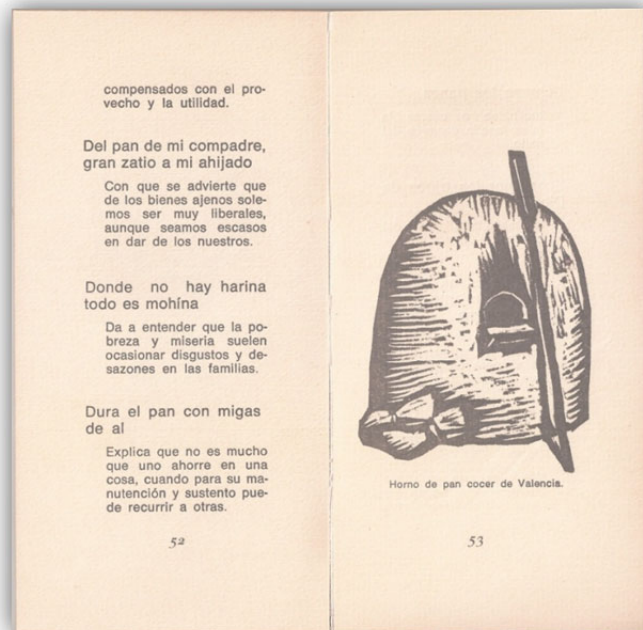 compensados con el pro-
vecho y la utilidad.
Del pan de mi compadre,
gran zatio a mi ahijado
Con que se advierte que
de los bienes ajenos sole-
mos ser muy liberales,
aunque seamos escasos
en dar de los nuestros.
Donde no hay harina
todo es mohína
Da a entender que la po-
breza y miseria suelen
ocasionar disgustos y de-
sazones en las familias.
Dura el pan con migas
de al
Explica que no es mucho
que uno ahorre en una
cosa, cuando para su ma-
nutención y sustento pue-
de recurrir a otras.
52
Horno de pan cocer de Valencia.
53